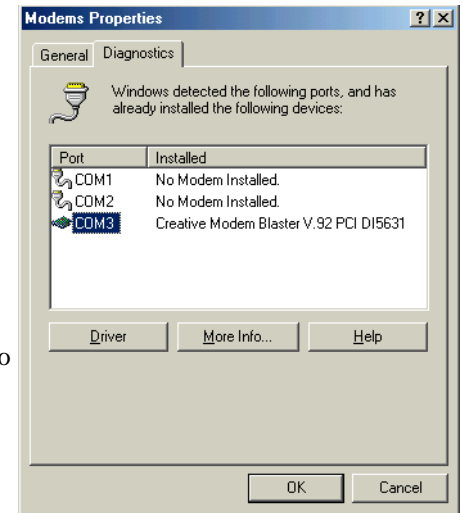 Modems Properties
General Diagnostics
Windows detected the following ports, and has
already installed the following devices:
Port Installed
COM1 No Modem Installed.
COM2 No Modem Installed.
COM3 Creative Modem Blaster V.92 PCI DI5631
Driver More Info... Help
o
OK Cancel